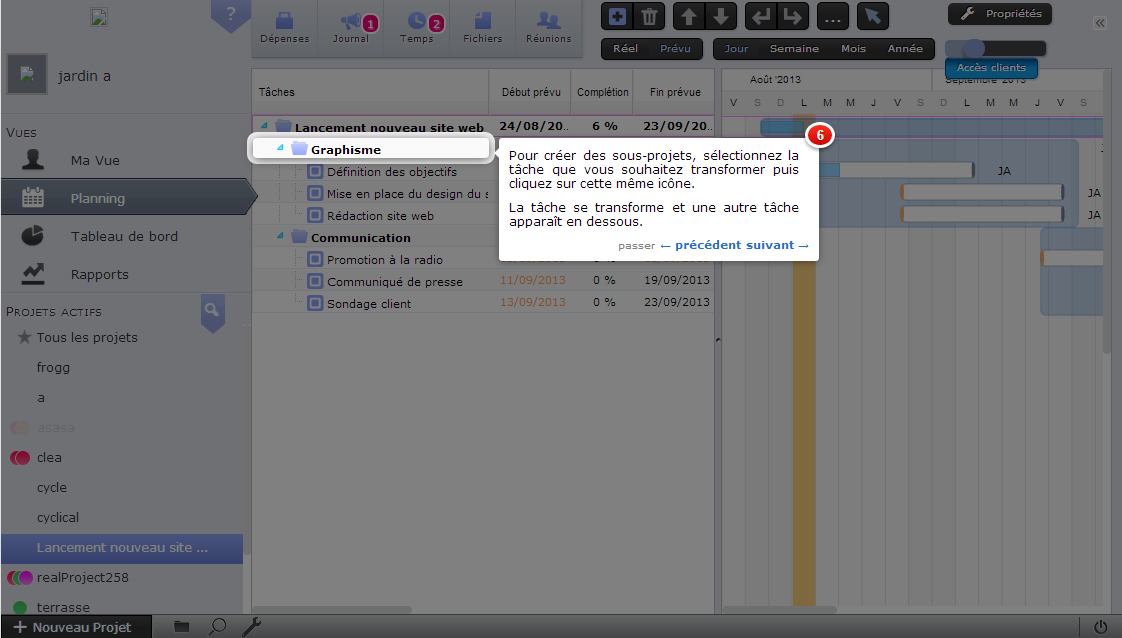 ?
Dépenses
Journal
1
Temps
2
Fichiers
Réunions
...
Propriétés
«
Réel
Prévu
Jour
Semaine
Mois
Année
Accès clients
jardin a
Vues
Ma Vue
Planning
Tableau de bord
Rapports
Projets actifs
Tous les projets
frogg
a
asasa
clea
cycle
cyclical
Lancement nouveau site ...
realProject258
terrasse
+ Nouveau Projet
Tâches
Début prévu
Complétion
Fin prévue
Août '2013
Septembre '2013
V S D L M M J V S D L M M J V S
Lancement nouveau site web 24/08/20.. 6 % 23/09/20..
Graphisme
Définition des objectifs
Mise en place du design du s
Rédaction site web
Communication
Promotion à la radio
Communiqué de presse 11/09/2013 0 % 19/09/2013
Sondage client 13/09/2013 0 % 23/09/2013
6
Pour créer des sous-projets, sélectionnez la
tâche que vous souhaitez transformer puis
cliquez sur cette même icône.
La tâche se transforme et une autre tâche
apparaît en dessous.
passer ← précédent suivant →
JA
JA
JA